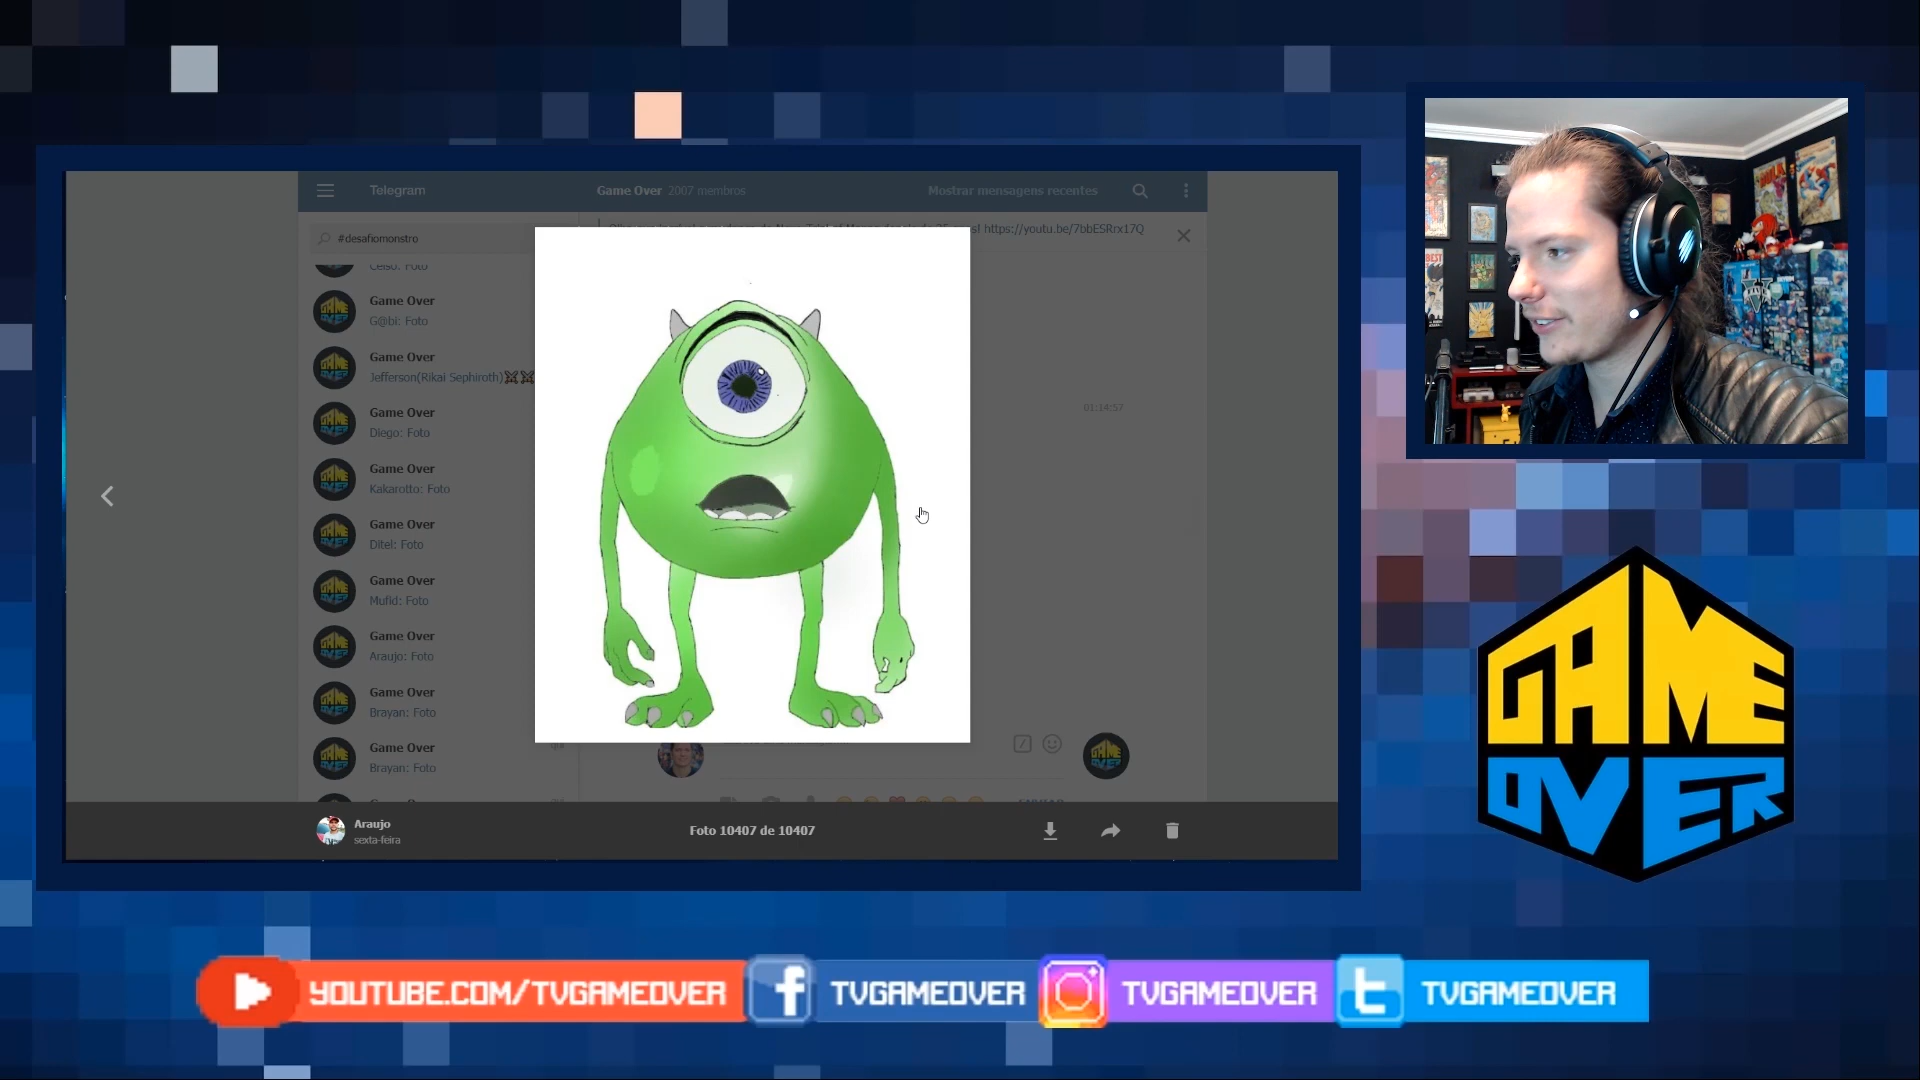 Telegram
Game Over 2007 membros
Mostrar mensagens recentes
#desafiomonstro
https://youtu.be/7bbESRrx17Q
Celso: Foto
Game Over
G@bi: Foto
Game Over
Jefferson(Rikai Sephiroth)
Game Over
Diego: Foto
01:14:57
Game Over
Kakarotto: Foto
Game Over
Ditel: Foto
Game Over
Mufid: Foto
Game Over
Araujo: Foto
Game Over
Brayan: Foto
Game Over
Brayan: Foto
Araujo
sexta-feira
Foto 10407 de 10407
GAME
OVER
YOUTUBE.COM/TVGAMEOVER
TVGAMEOVER
TVGAMEOVER
TVGAMEOVER